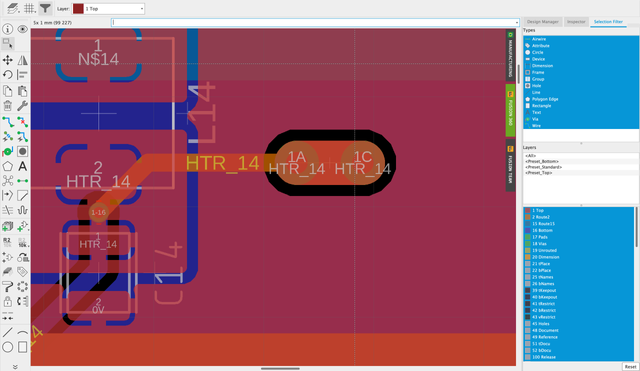 Layer: 1 Top
5x 1 mm (99 227)
Design Manager
Inspector
Selection Filter
Types
Airwire
Attribute
Circle
Device
Dimension
Frame
Group
Hole
Line
Polygon Edge
Rectangle
Text
Via
Wire
Layers
<All>
<Preset_Bottom>
<Preset_Standard>
<Preset_Top>
1 Top
2 Route2
15 Route15
16 Bottom
17 Pads
18 Vias
19 Unrouted
20 Dimension
21 tPlace
22 bPlace
25 tNames
26 bNames
39 tKeepout
40 bKeepout
41 tRestrict
42 bRestrict
43 vRestrict
45 Holes
48 Document
49 Reference
51 tDocu
52 bDocu
100 Release
Reset
MANUFACTURING
FUSION 360
FUSION TEAM
1
N$14
L14
2
HTR_14
HTR_14
1A
HTR_14
1C
HTR_14
1-16
1
HTR_14
C14
2
0V
14
R2